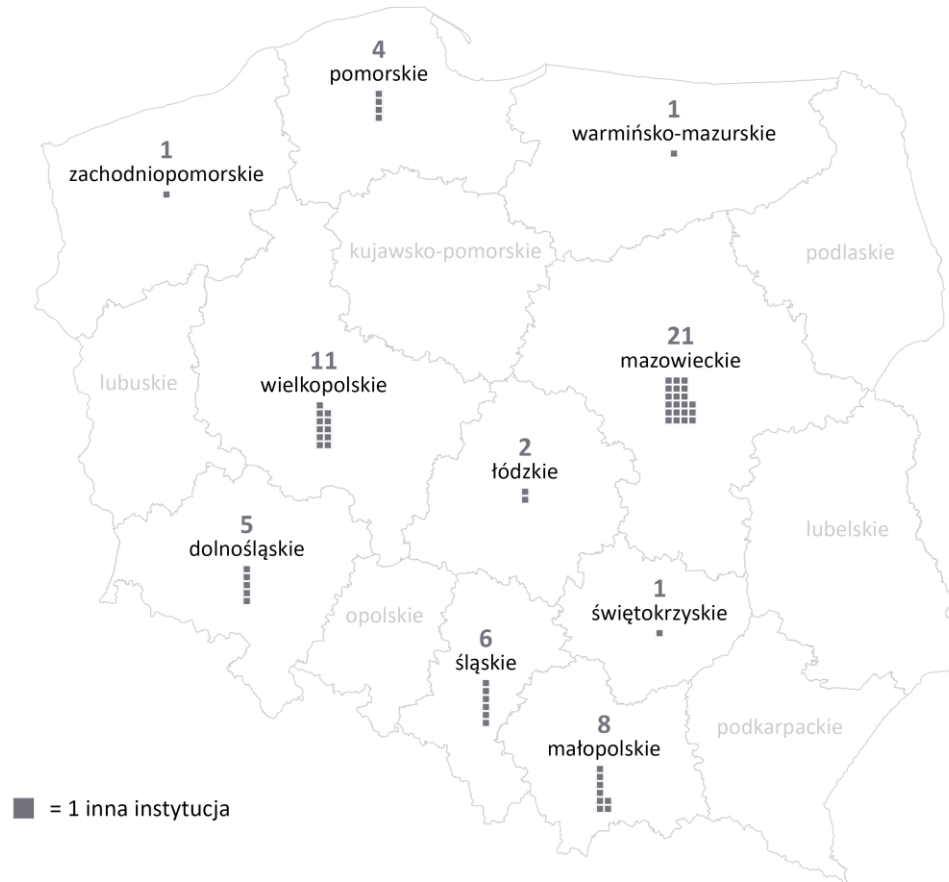 4
pomorskie
1
warmińsko-mazurskie
1
zachodniopomorskie
kujawsko-pomorskie
podlaskie
21
mazowieckie
11
wielkopolskie
lubuskie
2
łódzkie
lubelskie
5
dolnośląskie
1
świętokrzyskie
opolskie
6
śląskie
8
małopolskie
podkarpackie
= 1 inna instytucja